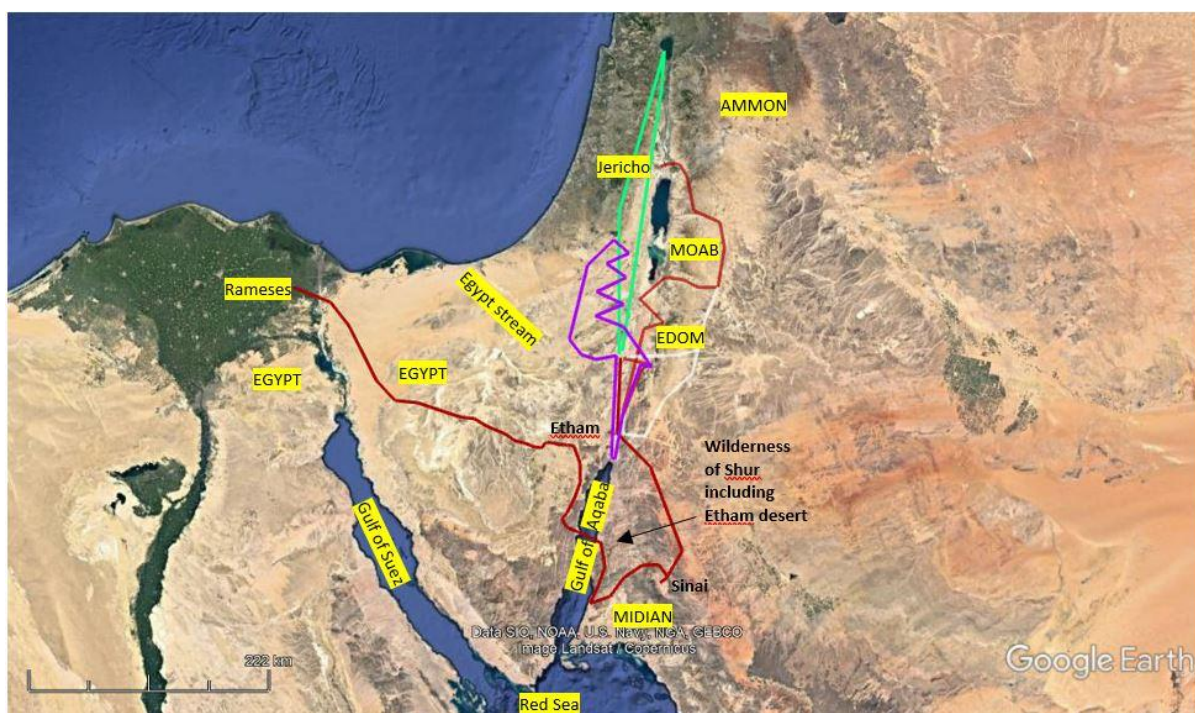 AMMON
Jericho
MOAB
Rameses
Egypt stream
EDOM
EGYPT
EGYPT
Etham
Wilderness
of Shur
including
Etham desert
Gulf of Suez
Gulf of Aqaba
Sinai
MIDIAN
Data SIO, NOAA, U.S. Navy, NGA, GEBCO
Image Landsat / Copernicus
222 km
Google Earth
Red Sea